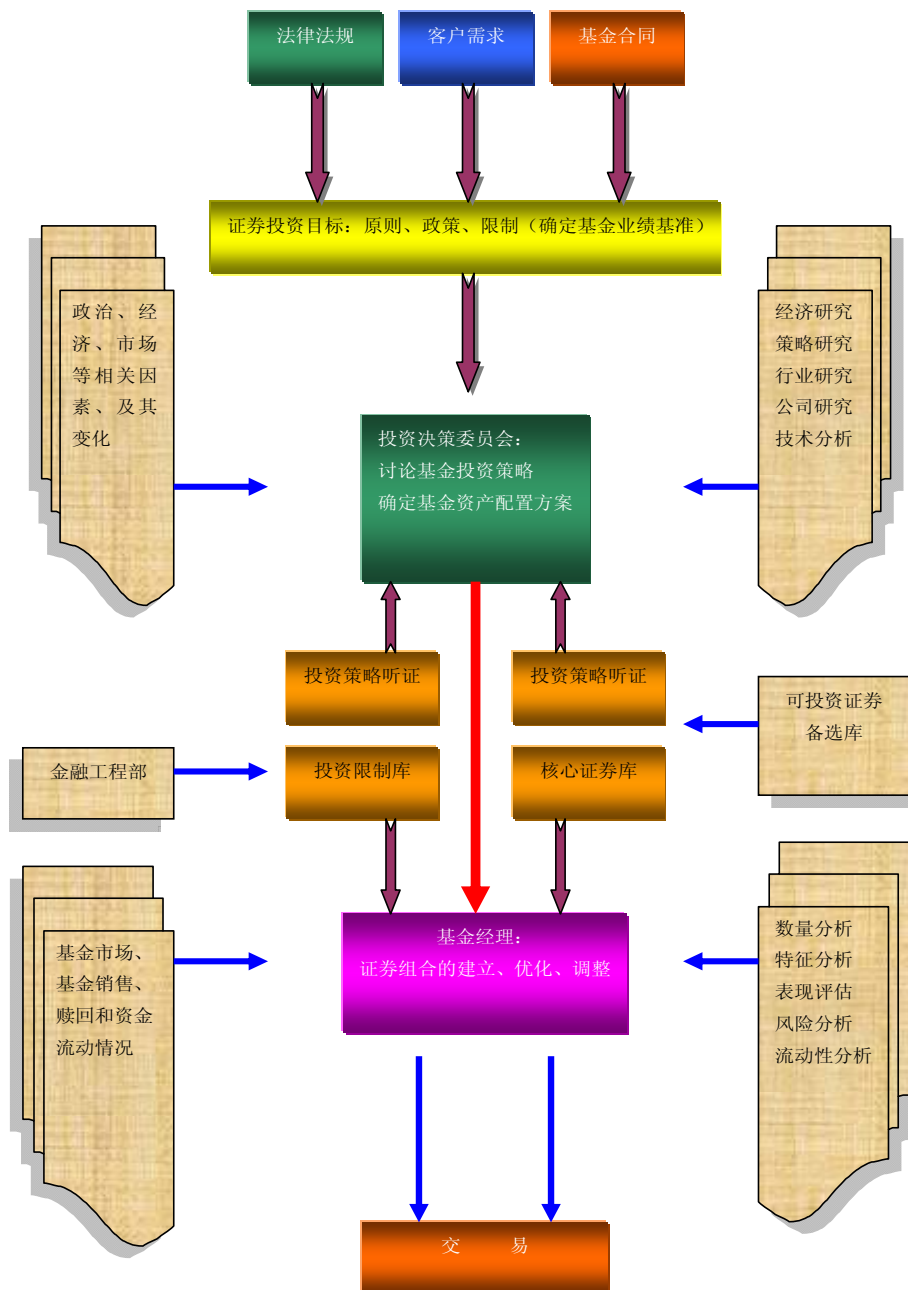 法律法规
客户需求
基金合同
证券投资目标：原则、政策、限制（确定基金业绩基准）
政治、经
济、市场
等相关因
素、及其
变化
经济研究
策略研究
行业研究
公司研究
技术分析
投资决策委员会：
讨论基金投资策略
确定基金资产配置方案
投资策略听证
投资策略听证
可投资证券
备选库
金融工程部
投资限制库
核心证券库
基金经理：
证券组合的建立、优化、调整
基金市场、
基金销售、
赎回和资金
流动情况
数量分析
特征分析
表现评估
风险分析
流动性分析
交 易